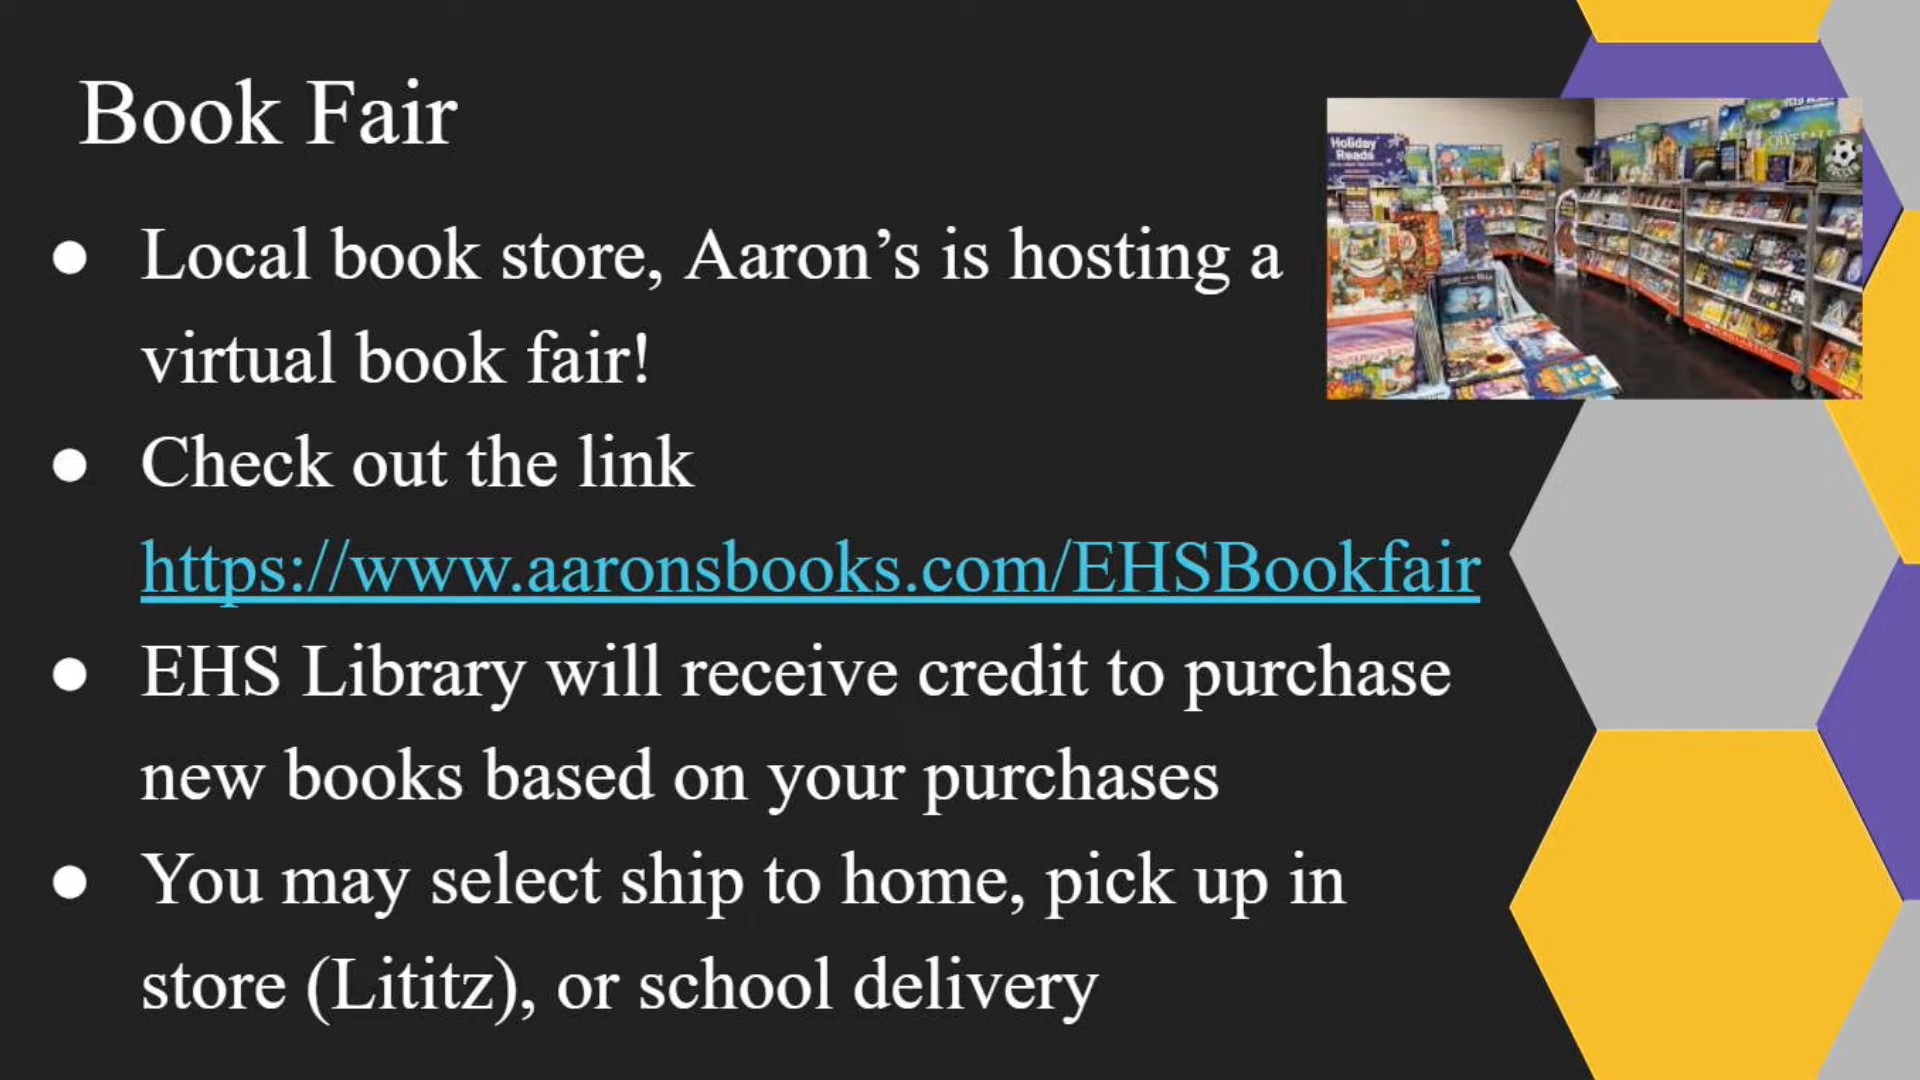 Book Fair
Holiday
Reads
● Local book store, Aaron’s is hosting a
virtual book fair!
● Check out the link
https://www.aaronsbooks.com/EHSBookfair
● EHS Library will receive credit to purchase
new books based on your purchases
● You may select ship to home, pick up in
store (Lititz), or school delivery